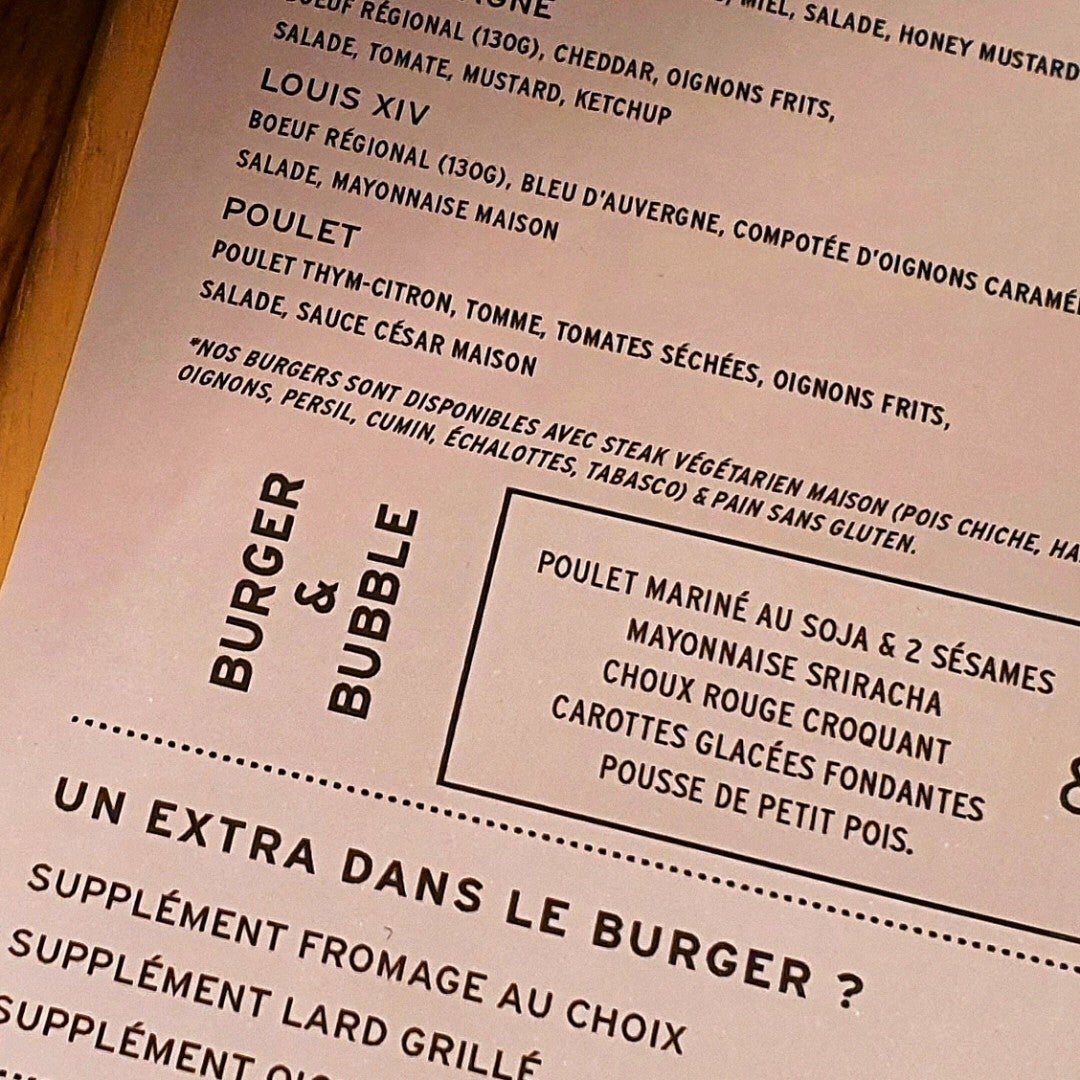 MIEL, SALADE, HONEY MUSTARD
BOEUF RÉGIONAL (130G), CHEDDAR, OIGNONS FRITS,
SALADE, TOMATE, MUSTARD, KETCHUP
LOUIS XIV
BOEUF RÉGIONAL (130G), BLEU D'AUVERGNE, COMPOTÉE D'OIGNONS
SALADE, MAYONNAISE MAISON
POULET
POULET THYM-CITRON, TOMME, TOMATES SÉCHÉES, OIGNONS FRITS,
SALADE, SAUCE CÉSAR MAISON
*NOS BURGERS SONT DISPONIBLES AVEC STEAK VÉGÉTARIEN MAISON (POIS CHICHE,
OIGNONS, PERSIL, CUMIN, ÉCHALOTTES, TABASCO) & PAIN SANS GLUTEN.
BURGER
&
BUBBLE
POULET MARINÉ AU SOJA & 2 SÉSAMES
MAYONNAISE SRIRACHA
CHOUX ROUGE CROQUANT
CAROTTES GLACÉES FONDANTES
POUSSE DE PETIT POIS.
UN EXTRA DANS LE BURGER ?
SUPPLÉMENT FROMAGE AU CHOIX
SUPPLÉMENT LARD GRILLÉ
SUPPLÉMENT